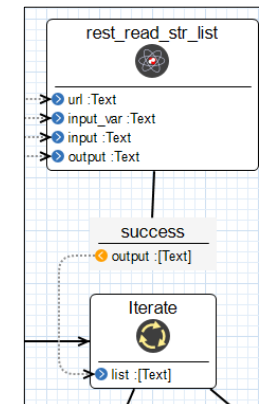 rest_read_str_list
url :Text
input_var :Text
input :Text
output :Text
success
output :[Text]
Iterate
list :[Text]